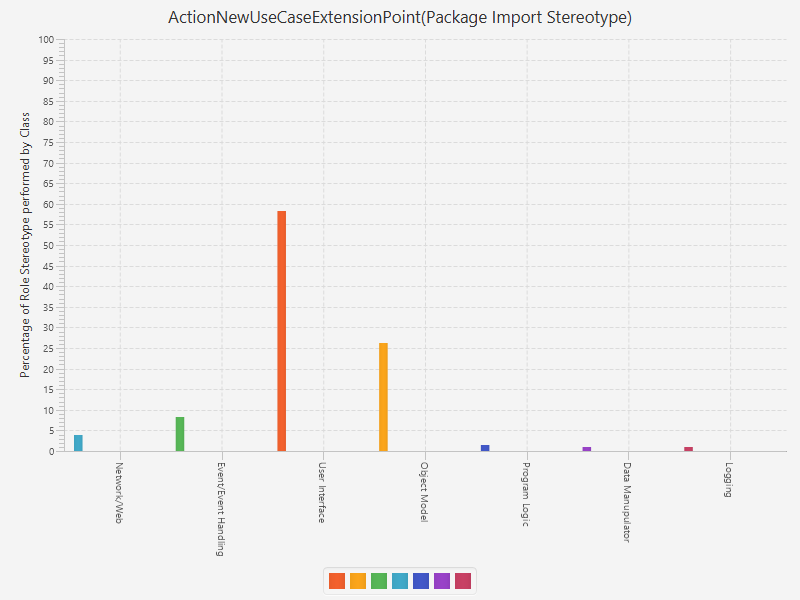 ActionNewUseCaseExtensionPoint(Package Import Stereotype)
Percentage of Role Stereotype performed by Class
100
95
90
85
80
75
70
65
60
55
50
45
40
35
30
25
20
15
10
5
0
Network/Web
Event/Event Handling
User Interface
Object Model
Program Logic
Data Manupulator
Logging